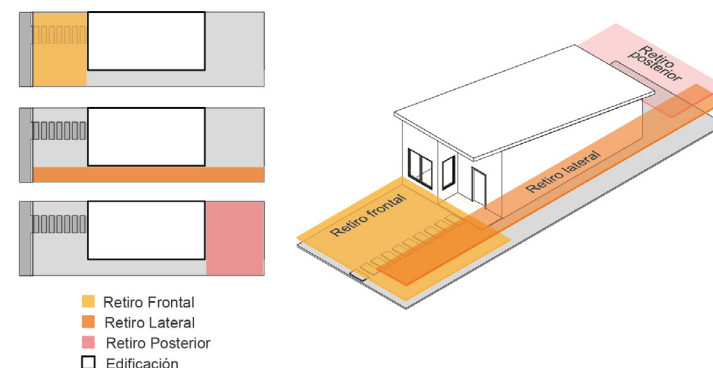 Retiro
posterior
Retiro lateral
Retiro frontal
Retiro Frontal
Retiro Lateral
Retiro Posterior
Edificación